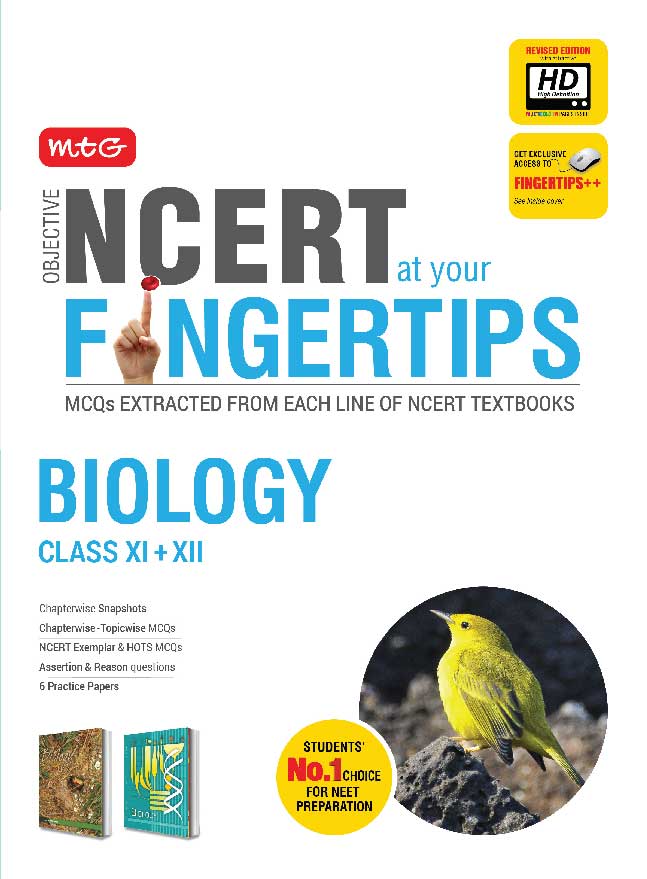 REVISED EDITION
HD
High Definition
mtG
GET EXCLUSIVE
ACCESS TO
FINGERTIPS++
See inside cover
OBJECTIVE
NCERT
at your
FINGERTIPS
MCQs EXTRACTED FROM EACH LINE OF NCERT TEXTBOOKS
BIOLOGY
CLASS XI + XII
Chapterwise Snapshots
Chapterwise-Topicwise MCQs
NCERT Exemplar & HOTS MCQs
Assertion & Reason questions
6 Practice Papers
STUDENTS'
No.1 CHOICE
FOR NEET
PREPARATION